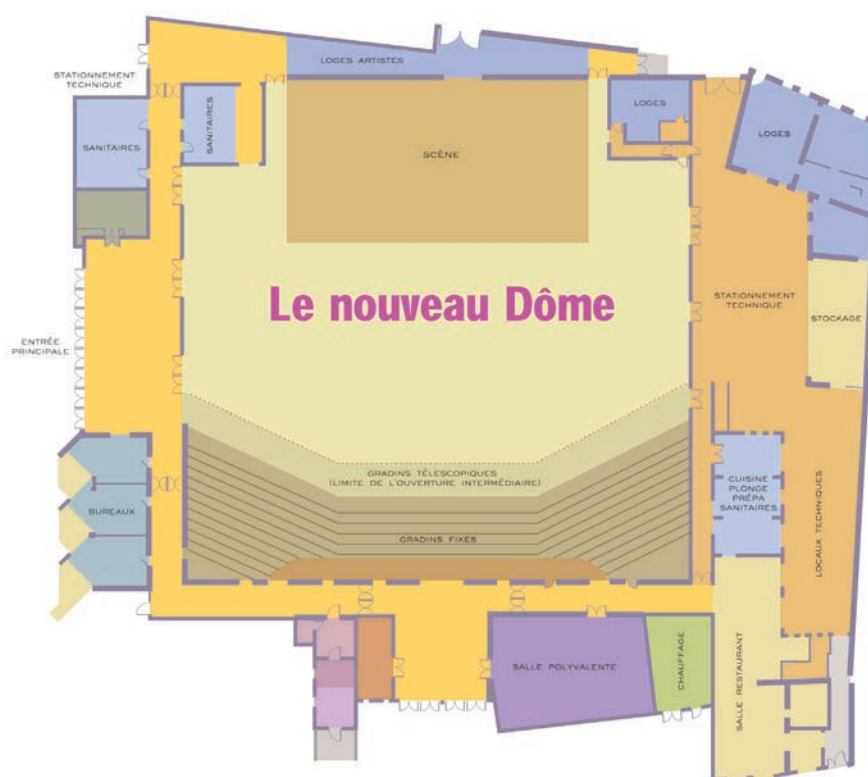 LOGES ARTISTES
STATIONNEMENT
TECHNIQUE
SANITAIRES
SANITAIRES
LOGES
LOGES
SCÈNE
Le nouveau Dôme
STATIONNEMENT
TECHNIQUE
STOCKAGE
ENTRÉE
PRINCIPALE
GRADINS TÉLESCOPIQUES
(LIMITE DE L'OUVERTURE INTERMÉDIAIRE)
CUISINE
PLONGE
PRÉPA
SANITAIRES
BUREAUX
GRADINS FIXES
LOCAUX TECHNIQUES
SALLE POLYVALENTE
CHAUFFAGE
SALLE RESTAURANT